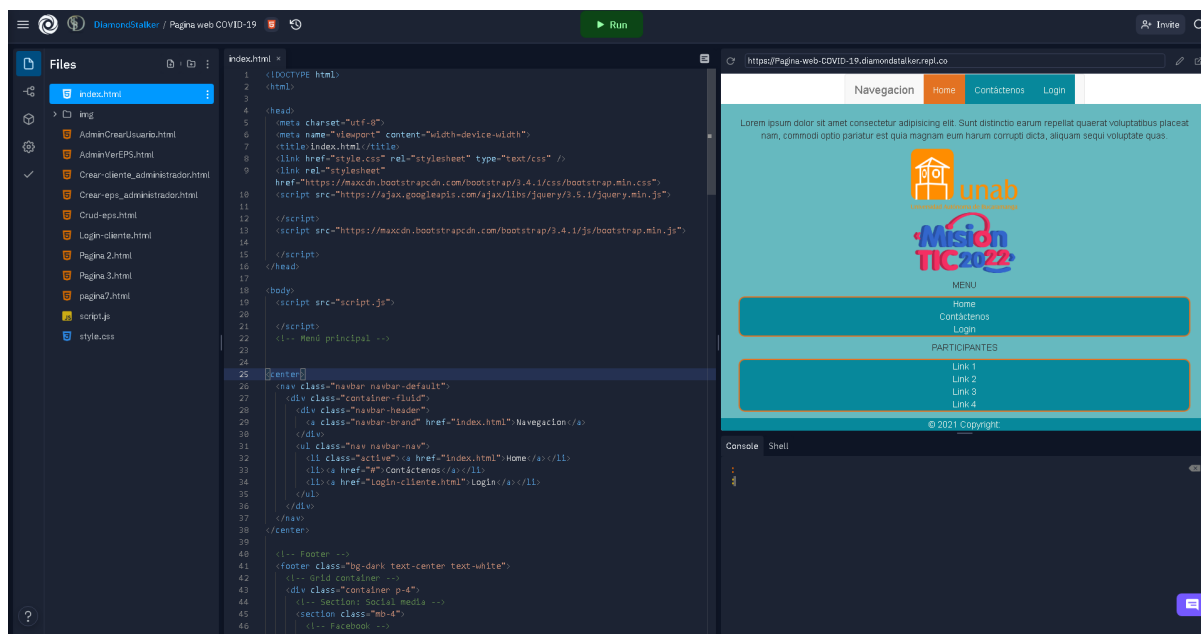 DiamondStalker / Pagina web COVID-19
Run
Invite
Files
index.html
img
AdminCrearUsuario.html
AdminVerEPS.html
Crear-cliente_administrador.html
Crear-eps_administrador.html
Crud-eps.html
Login-cliente.html
Pagina 2.html
Pagina 3.html
pagina7.html
script.js
style.css
?
index.html ×
1 <!DOCTYPE html>
2 <html>
3
4 <head>
5 <meta charset="utf-8">
6 <meta name="viewport" content="width=device-width">
7 <title>index.html</title>
8 <link href="style.css" rel="stylesheet" type="text/css" />
9 <link rel="stylesheet"
href="https://maxcdn.bootstrapcdn.com/bootstrap/3.4.1/css/bootstrap.min.css">
10 <script src="https://ajax.googleapis.com/ajax/libs/jquery/3.5.1/jquery.min.js">
11
12 </script>
13 <script src="https://maxcdn.bootstrapcdn.com/bootstrap/3.4.1/js/bootstrap.min.js">
14
15 </script>
16 </head>
17
18 <body>
19 <script src="script.js">
20
21 </script>
22 <!-- Menú principal -->
23
24
25 <center>
26 <nav class="navbar navbar-default">
27 <div class="container-fluid">
28 <div class="navbar-header">
29 <a class="navbar-brand" href="index.html">Navegacion</a>
30 </div>
31 <ul class="nav navbar-nav">
32 <li class="active"><a href="index.html">Home</a></li>
33 <li><a href="#">Contáctenos</a></li>
34 <li><a href="Login-cliente.html">Login</a></li>
35 </ul>
36 </div>
37 </nav>
38 </center>
39
40 <!-- Footer -->
41 <footer class="bg-dark text-center text-white">
42 <!-- Grid container -->
43 <div class="container p-4">
44 <!-- Section: Social media -->
45 <section class="mb-4">
46 <!-- Facebook -->
https://Pagina-web-COVID-19.diamondstalker.repl.co
Navegacion Home Contáctenos Login
Lorem ipsum dolor sit amet consectetur adipisicing elit. Sunt distinctio earum repellat quaerat voluptatibus placeat
nam, commodi optio pariatur est quia magnam eum harum corrupti dicta, aliquam sequi voluptate quas.
unab
Misión
TIC2022
MENU
Home
Contáctenos
Login
PARTICIPANTES
Link 1
Link 2
Link 3
Link 4
© 2021 Copyright:
Console Shell